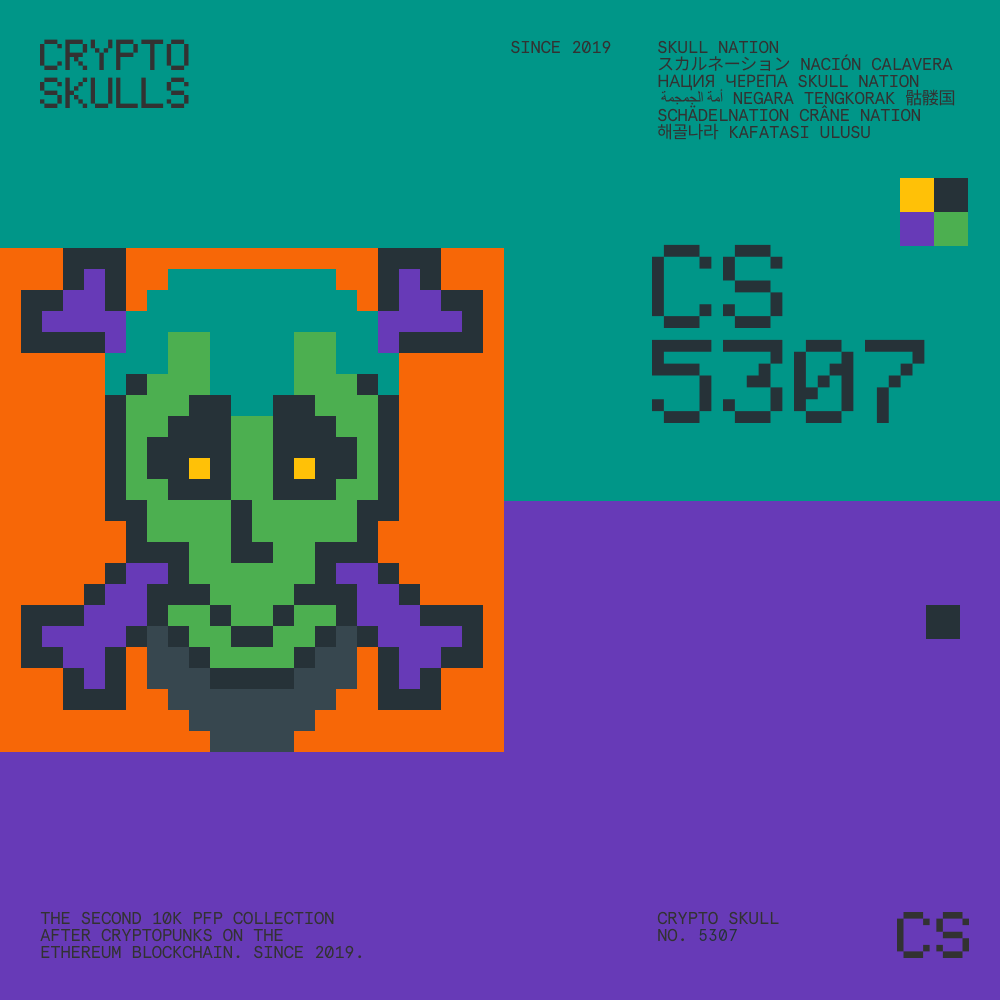 CRYPTO
SKULLS
SINCE 2019
SKULL NATION
スカルネーション NACIÓN CALAVERA
НАЦИЯ ЧЕРЕПА SKULL NATION
أمة الجمجمة NEGARA TENGKORAK 骷髅国
SCHÄDELNATION CRÂNE NATION
해골나라 KAFATASI ULUSU
CS
5307
THE SECOND 10K PFP COLLECTION
AFTER CRYPTOPUNKS ON THE
ETHEREUM BLOCKCHAIN. SINCE 2019.
CRYPTO SKULL
NO. 5307
CS